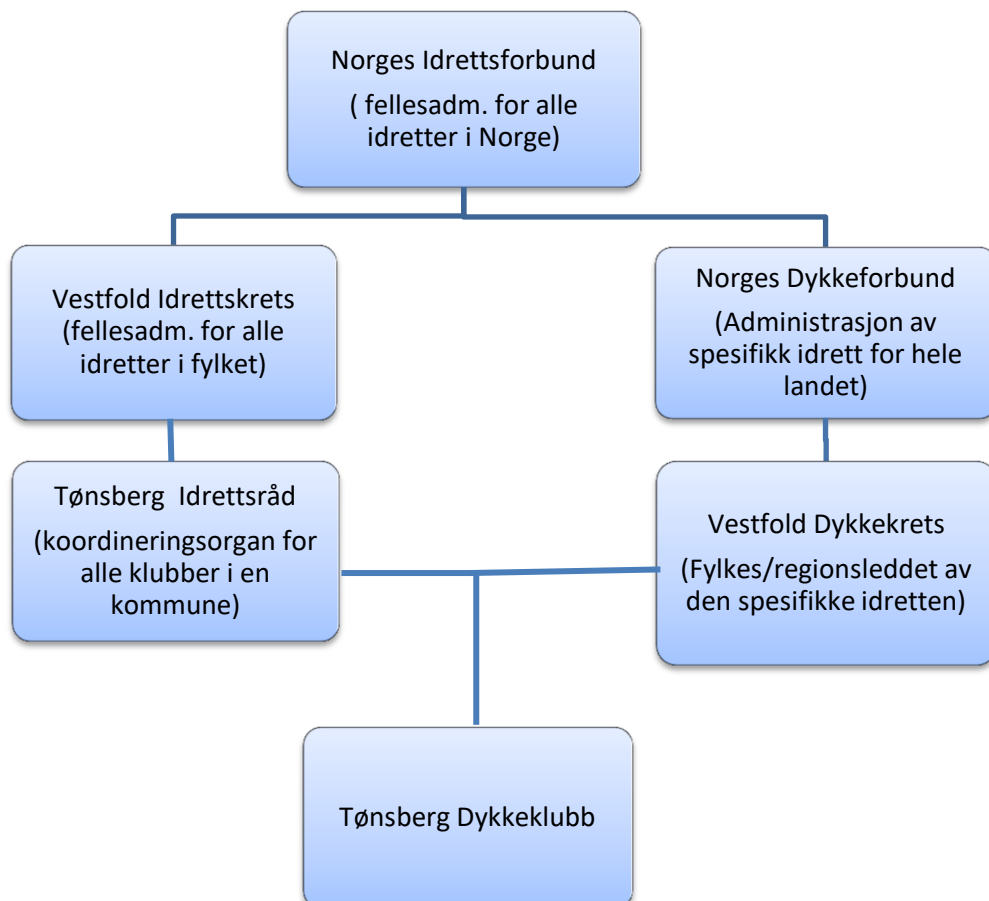 Norges Idrettsforbund
( fellesadm. for alle
idretter i Norge)
Vestfold Idrettskrets
(fellesadm. for alle
idretter i fylket)
Norges Dykkeforbund
(Administrasjon av
spesifikk idrett for hele
landet)
Tønsberg  Idrettsråd
(koordineringsorgan for
alle klubber i en
kommune)
Vestfold Dykkekrets
(Fylkes/regionsleddet av
den spesifikke idretten)
Tønsberg Dykkeklubb